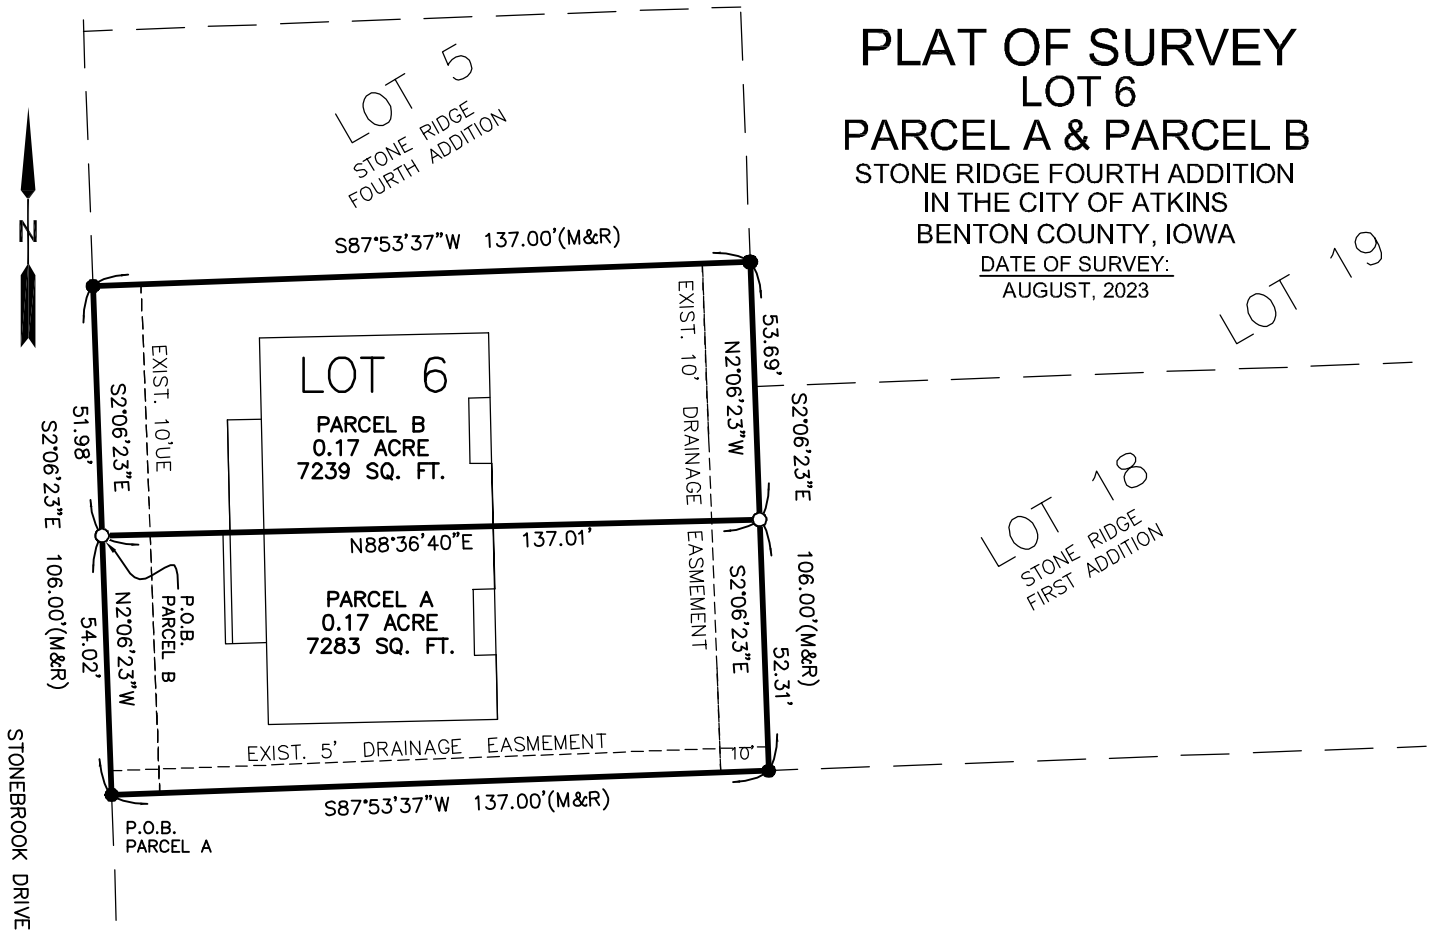 PLAT OF SURVEY
LOT 6
PARCEL A & PARCEL B
STONE RIDGE FOURTH ADDITION
IN THE CITY OF ATKINS
BENTON COUNTY, IOWA
DATE OF SURVEY:
AUGUST, 2023
LOT 5
STONE RIDGE
FOURTH ADDITION
N
S87°53'37"W 137.00'(M&R)
LOT 19
EXIST. 10'UE
S2°06'23"E
51.98'
S2°06'23"E 106.00'(M&R)
LOT 6
PARCEL B
0.17 ACRE
7239 SQ. FT.
EXIST. 10' DRAINAGE EASMEMENT
N2°06'23"W
53.69'
S2°06'23"E 106.00'(M&R)
LOT 18
STONE RIDGE
FIRST ADDITION
N88°36'40"E 137.01'
P.O.B.
PARCEL B
N2°06'23"W
54.02'
PARCEL A
0.17 ACRE
7283 SQ. FT.
S2°06'23"E
52.31'
EXIST. 5' DRAINAGE EASMEMENT
10'
S87°53'37"W 137.00'(M&R)
P.O.B.
PARCEL A
STONEBROOK DRIVE